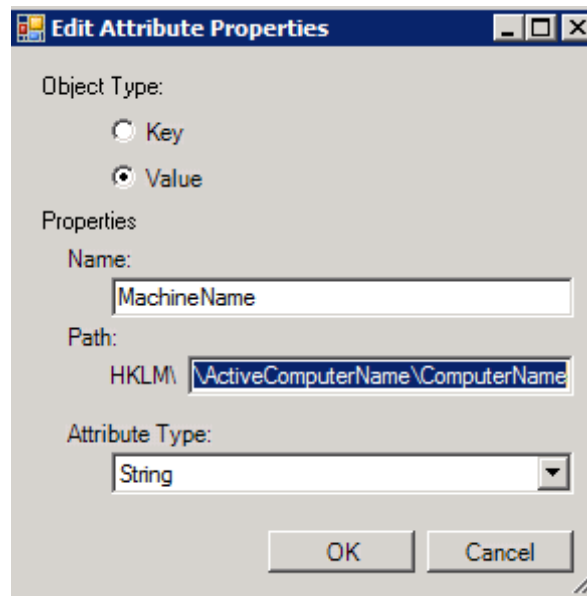 Edit Attribute Properties
Object Type:
Key
Value
Properties
Name:
MachineName
Path:
HKLM\ \ActiveComputerName\ComputerName
Attribute Type:
String
OK Cancel